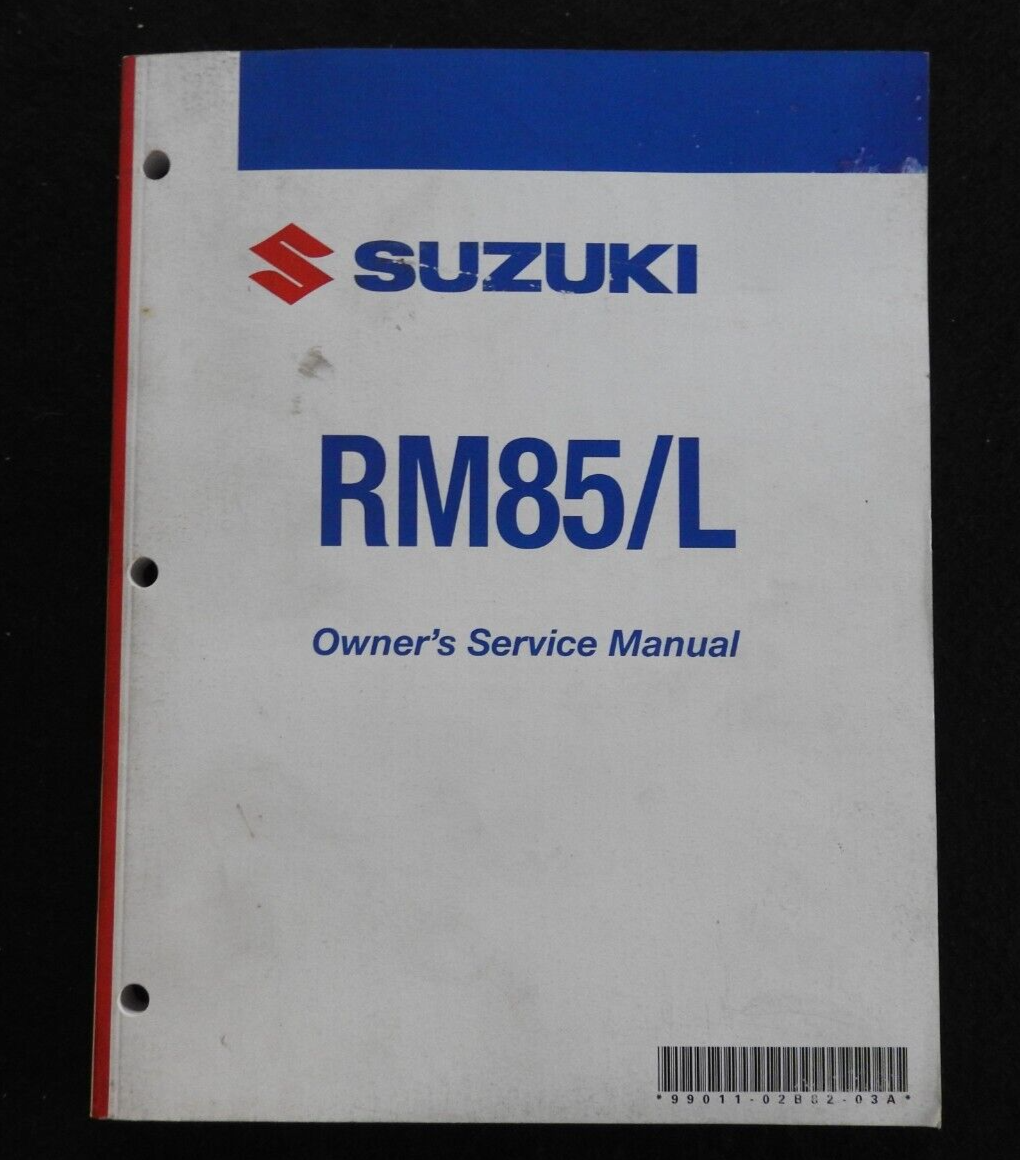 SUZUKI
RM85/L
Owner's Service Manual
*99011-02B82-03A*